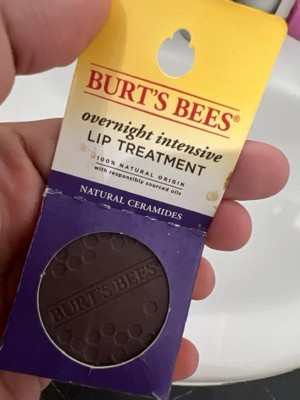 BURT'S BEES®
overnight intensive
LIP TREATMENT
100% NATURAL ORIGIN
with responsibly sourced oils
NATURAL CERAMIDES
BURT'S BEES